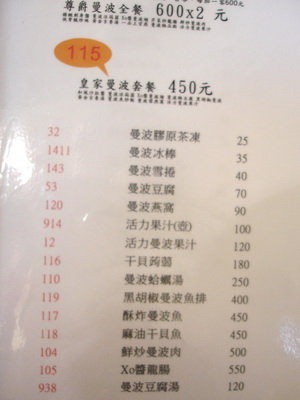 尊爵曼波全餐 600x2 元
115
皇家曼波套餐 450元
32 曼波膠原茶凍 25
1411 曼波冰棒 35
143 曼波雪捲 40
53 曼波豆腐 70
120 曼波燕窩 90
914 活力果汁(壺) 100
12 活力曼波果汁 120
116 干貝蒟蒻 180
110 曼波蛤蠣湯 250
119 黑胡椒曼波魚排 400
117 酥炸曼波魚 450
118 麻油干貝魚 450
104 鮮炒曼波肉 500
105 Xo醬龍腸 550
938 曼波豆腐湯 120